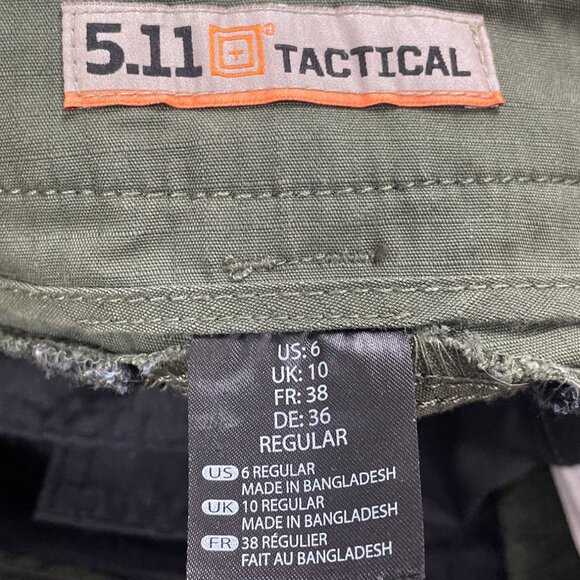 5.11 TACTICAL
US: 6
UK: 10
FR: 38
DE: 36
REGULAR
US 6 REGULAR
MADE IN BANGLADESH
UK 10 REGULAR
MADE IN BANGLADESH
FR 38 RÉGULIER
FAIT AU BANGLADESH